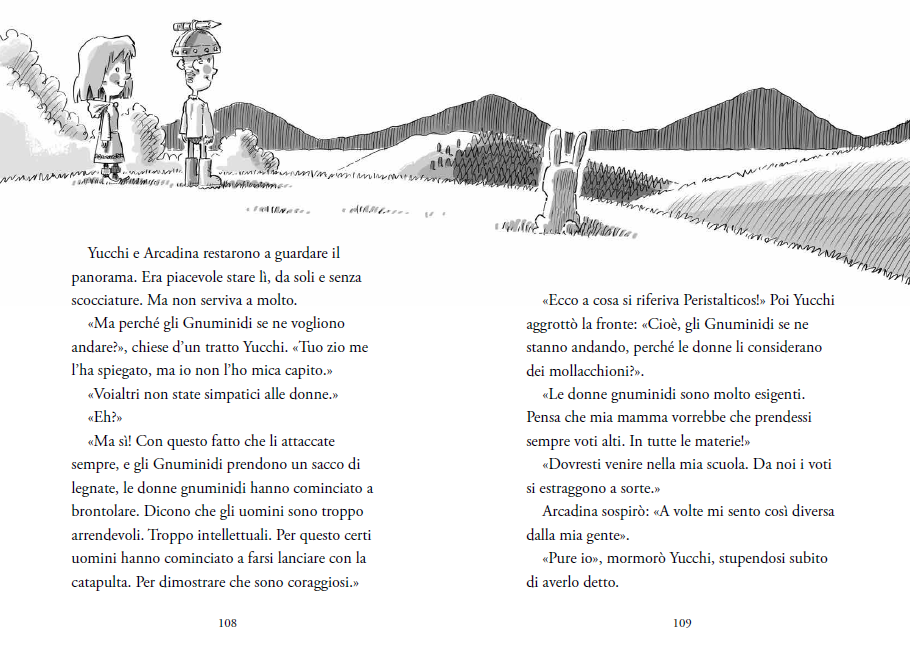 Yucchi e Arcadina restarono a guardare il
panorama. Era piacevole stare lì, da soli e senza
scocciature. Ma non serviva a molto.
«Ma perché gli Gnuminidi se ne vogliono
andare?», chiese d'un tratto Yucchi. «Tuo zio me
l'ha spiegato, ma io non l'ho mica capito.»
«Voialtri non state simpatici alle donne.»
«Eh?»
«Ma sì! Con questo fatto che li attaccate
sempre, e gli Gnuminidi prendono un sacco di
legnate, le donne gnuminidi hanno cominciato a
brontolare. Dicono che gli uomini sono troppo
arrendevoli. Troppo intellettuali. Per questo certi
uomini hanno cominciato a farsi lanciare con la
catapulta. Per dimostrare che sono coraggiosi.»
108
«Ecco a cosa si riferiva Peristalticos!» Poi Yucchi
aggrottò la fronte: «Cioè, gli Gnuminidi se ne
stanno andando, perché le donne li considerano
dei mollacchioni?».
«Le donne gnuminidi sono molto esigenti.
Pensa che mia mamma vorrebbe che prendessi
sempre voti alti. In tutte le materie!»
«Dovresti venire nella mia scuola. Da noi i voti
si estraggono a sorte.»
Arcadina sospirò: «A volte mi sento così diversa
dalla mia gente».
«Pure io», mormorò Yucchi, stupendosi subito
di averlo detto.
109